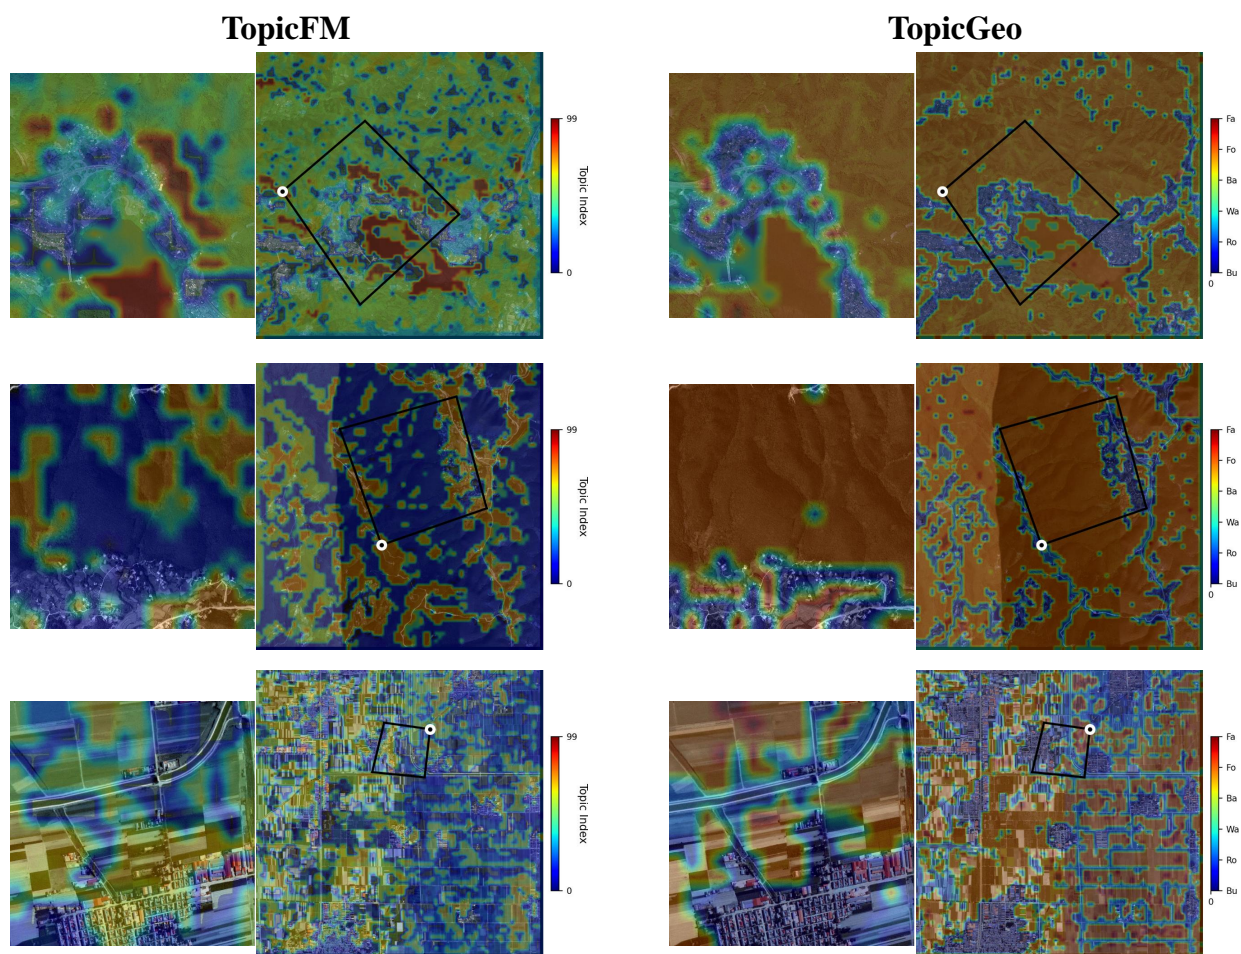 TopicFM
TopicGeo
99
0
Topic Index
Fa
Fo
Ba
Wa
Ro
Bu
0
99
0
Topic Index
Fa
Fo
Ba
Wa
Ro
Bu
0
99
0
Topic Index
Fa
Fo
Ba
Wa
Ro
Bu
0